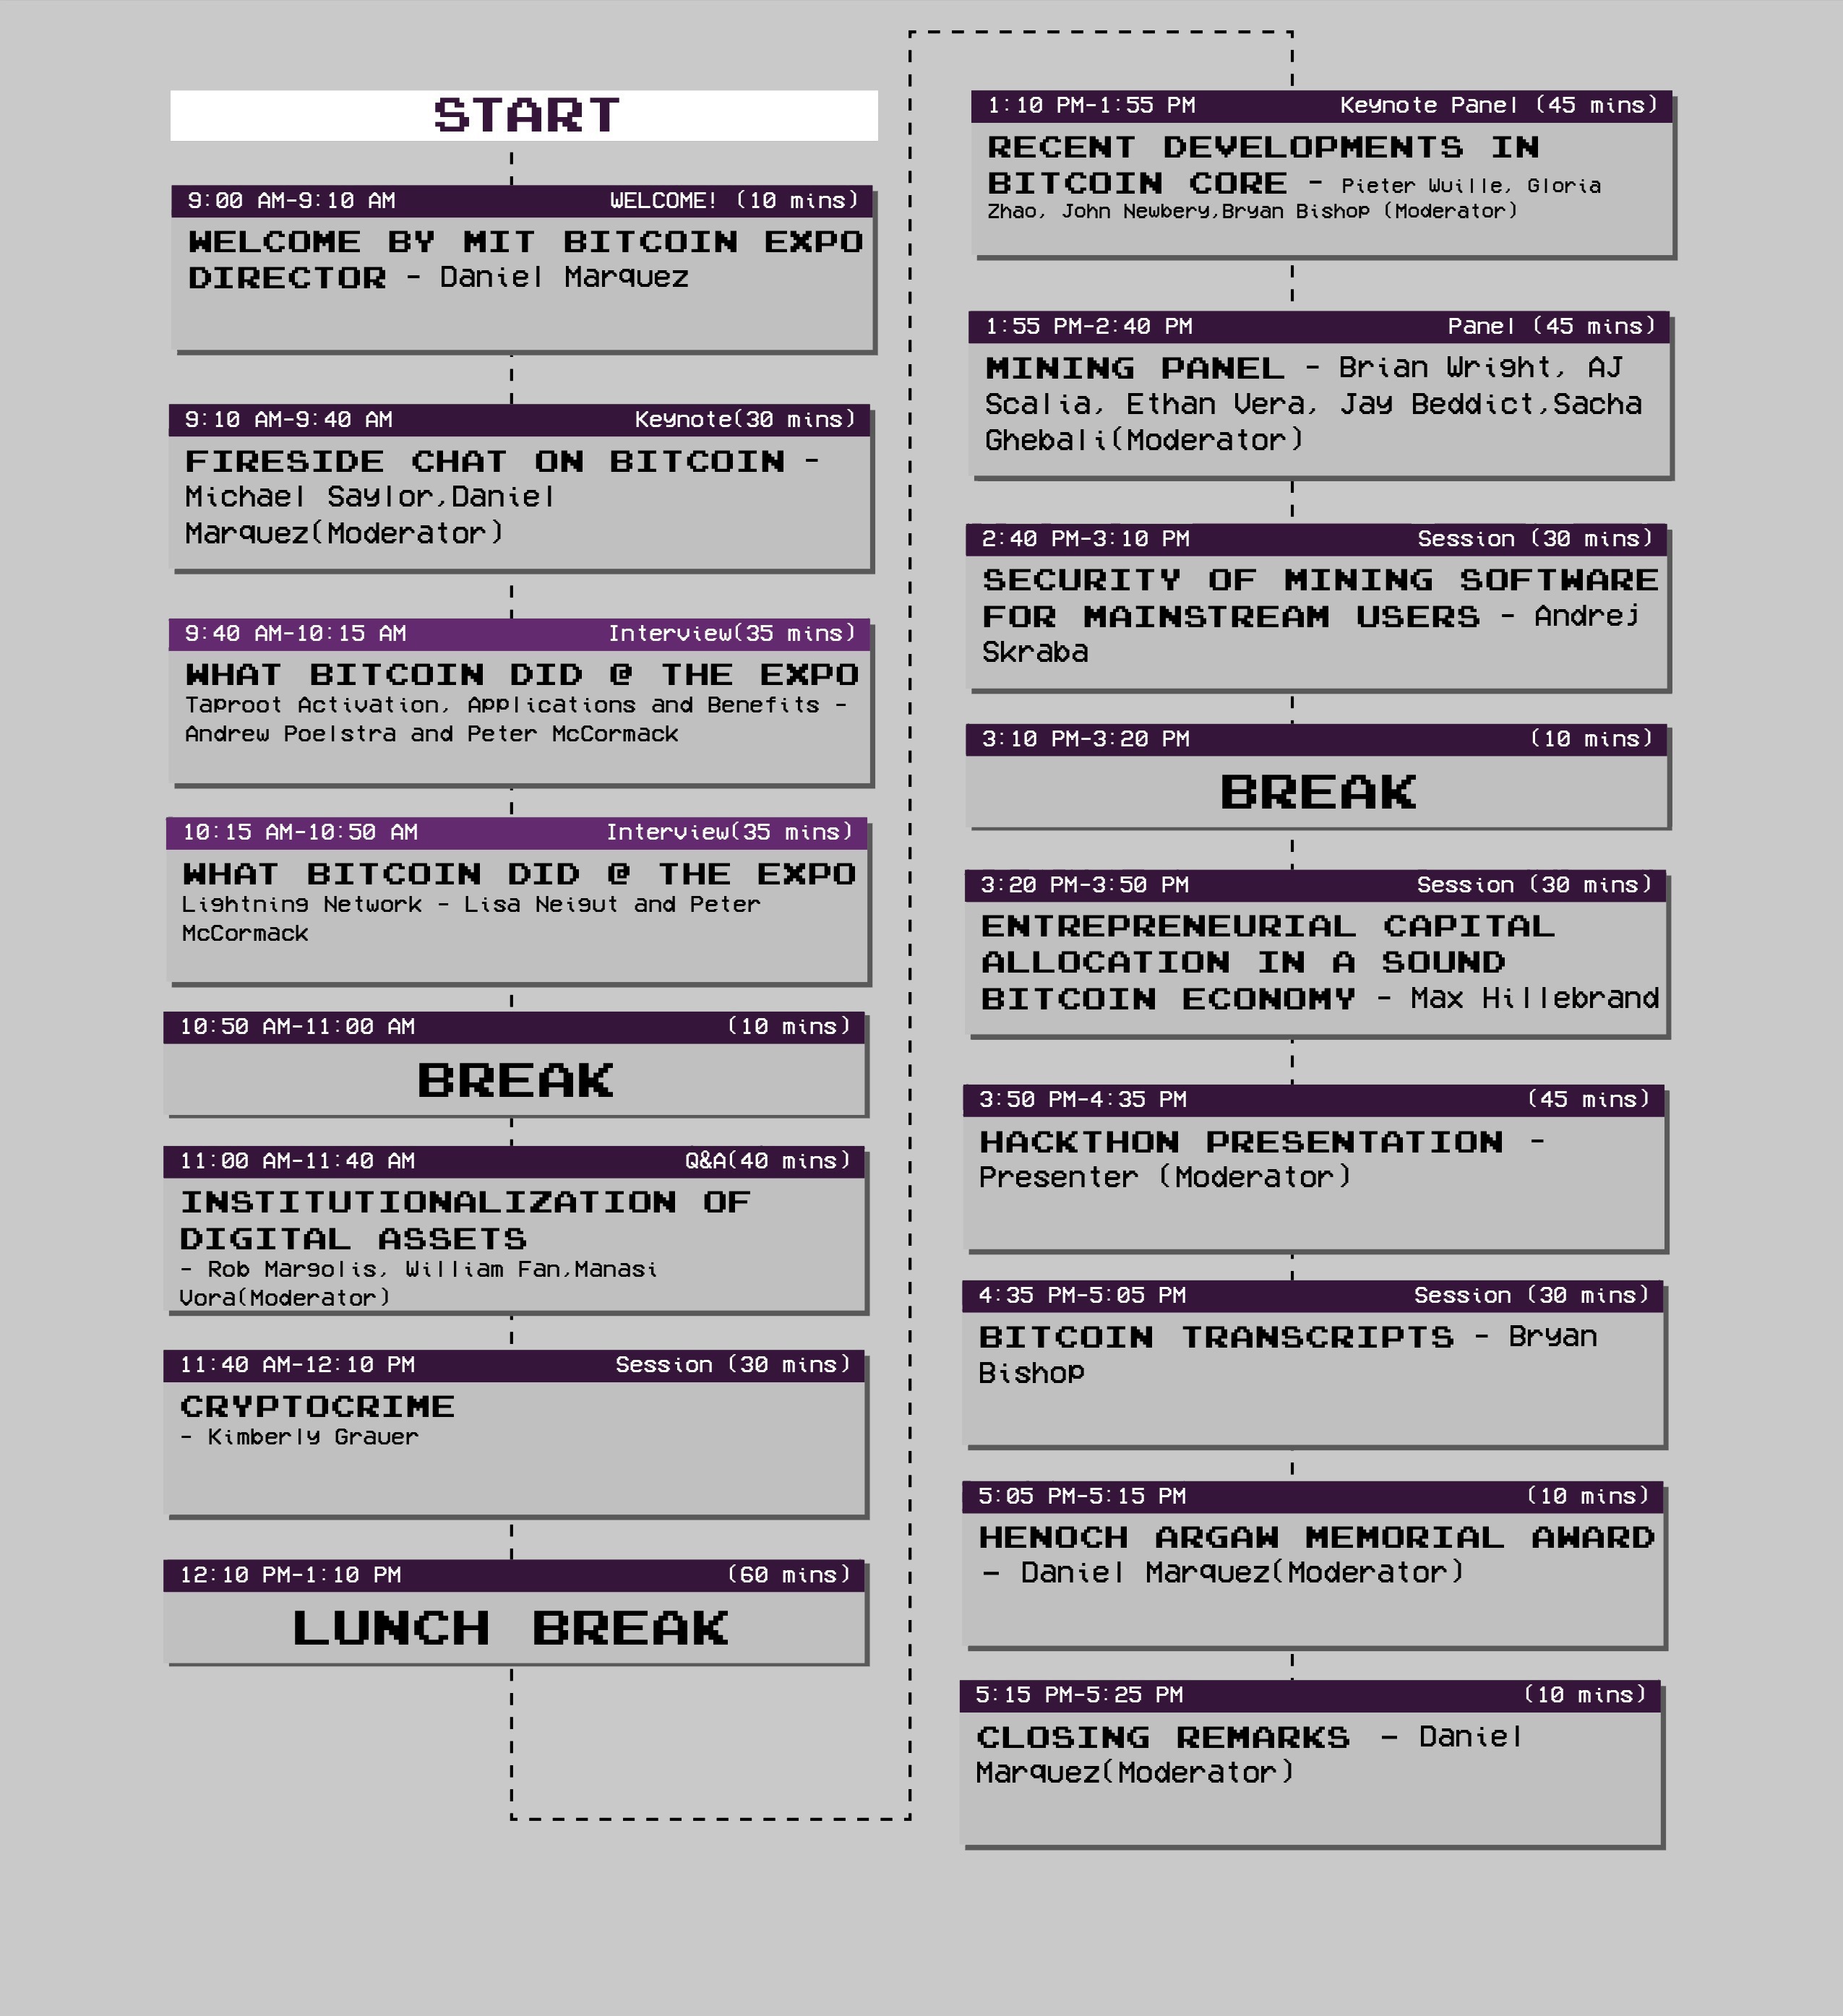 START
9:00 AM-9:10 AM WELCOME! (10 mins)
WELCOME BY MIT BITCOIN EXPO
DIRECTOR - Daniel Marquez
9:10 AM-9:40 AM Keynote(30 mins)
FIRESIDE CHAT ON BITCOIN -
Michael Saylor,Daniel
Marquez(Moderator)
9:40 AM-10:15 AM Interview(35 mins)
WHAT BITCOIN DID @ THE EXPO
Taproot Activation, Applications and Benefits -
Andrew Poelstra and Peter McCormack
10:15 AM-10:50 AM Interview(35 mins)
WHAT BITCOIN DID @ THE EXPO
Lightning Network - Lisa Neigut and Peter
McCormack
10:50 AM-11:00 AM (10 mins)
BREAK
11:00 AM-11:40 AM Q&A(40 mins)
INSTITUTIONALIZATION OF
DIGITAL ASSETS
- Rob Margolis, William Fan,Manasi
Vora(Moderator)
11:40 AM-12:10 PM Session (30 mins)
CRYPTOCRIME
- Kimberly Grauer
12:10 PM-1:10 PM (60 mins)
LUNCH BREAK
1:10 PM-1:55 PM Keynote Panel (45 mins)
RECENT DEVELOPMENTS IN
BITCOIN CORE - Pieter Wuille, Gloria
Zhao, John Newbery,Bryan Bishop (Moderator)
1:55 PM-2:40 PM Panel (45 mins)
MINING PANEL - Brian Wright, AJ
Scalia, Ethan Vera, Jay Beddict,Sacha
Ghebali(Moderator)
2:40 PM-3:10 PM Session (30 mins)
SECURITY OF MINING SOFTWARE
FOR MAINSTREAM USERS - Andrej
Skraba
3:10 PM-3:20 PM (10 mins)
BREAK
3:20 PM-3:50 PM Session (30 mins)
ENTREPRENEURIAL CAPITAL
ALLOCATION IN A SOUND
BITCOIN ECONOMY - Max Hillebrand
3:50 PM-4:35 PM (45 mins)
HACKTHON PRESENTATION -
Presenter (Moderator)
4:35 PM-5:05 PM Session (30 mins)
BITCOIN TRANSCRIPTS - Bryan
Bishop
5:05 PM-5:15 PM (10 mins)
HENOCH ARGAW MEMORIAL AWARD
- Daniel Marquez(Moderator)
5:15 PM-5:25 PM (10 mins)
CLOSING REMARKS - Daniel
Marquez(Moderator)